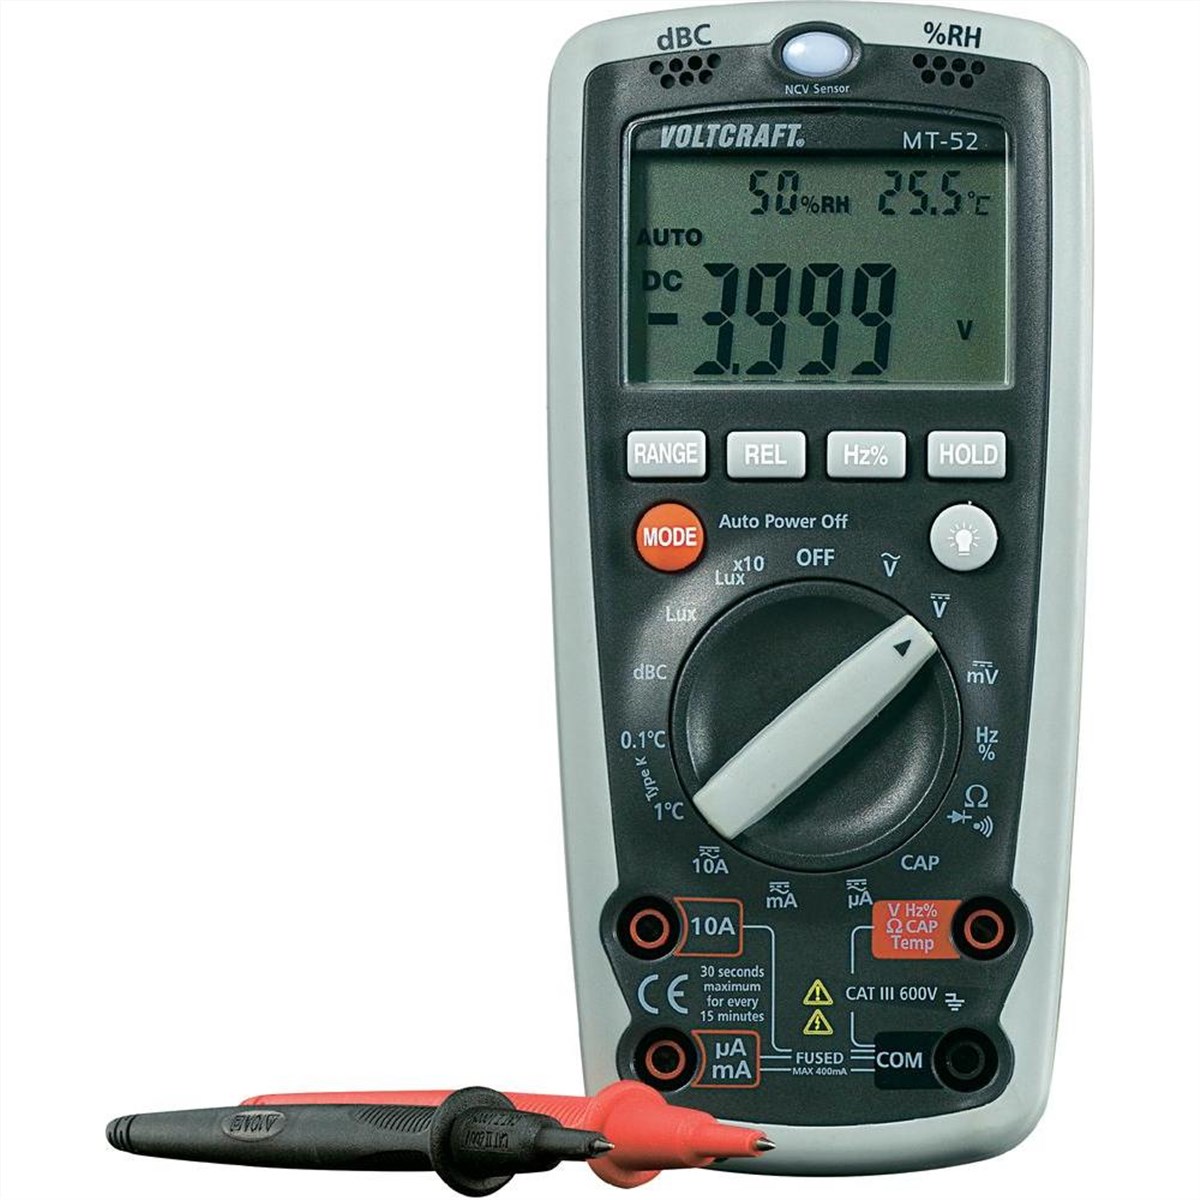 dBC
%RH
NCV Sensor
VOLTCRAFT®
MT-52
50%RH 25.5°C
AUTO
DC
-3.999 V
RANGE
REL
Hz%
HOLD
MODE
Auto Power Off
OFF
V
V
mV
Hz
%
Ω
CAP
µA
mA
10A
1°C
Type K
0.1°C
dBC
Lux
x10
Lux
10A
V Hz%
Ω CAP
Temp
CE
30 seconds
maximum
for every
15 minutes
CAT III 600V
µA
mA
FUSED
MAX 400mA
COM